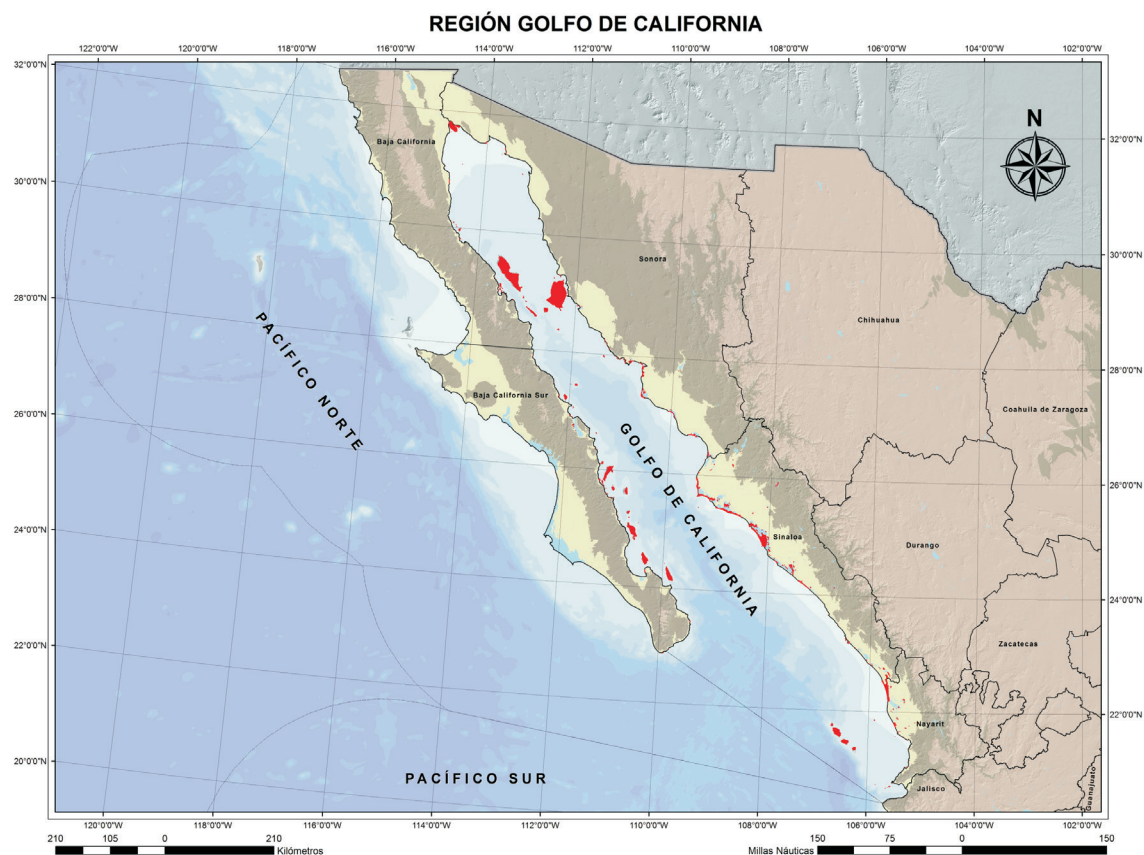 REGIÓN GOLFO DE CALIFORNIA
122°0'0"W 120°0'0"W 118°0'0"W 116°0'0"W 114°0'0"W 112°0'0"W 110°0'0"W 108°0'0"W 106°0'0"W 104°0'0"W 102°0'0"W
32°0'0"N
N
32°0'0"N
Baja California
30°0'0"N
30°0'0"N
Sonora
28°0'0"N
Chihuahua
PACÍFICO NORTE
28°0'0"N
26°0'0"N
Baja California Sur
Coahuila de Zaragoza
GOLFO DE CALIFORNIA
26°0'0"N
24°0'0"N
Sinaloa
Durango
24°0'0"N
22°0'0"N
Zacatecas
22°0'0"N
Nayarit
20°0'0"N
PACÍFICO SUR
Jalisco
Guanajuato
20°0'0"N
120°0'0"W 118°0'0"W 116°0'0"W 114°0'0"W 112°0'0"W 110°0'0"W 108°0'0"W 106°0'0"W 104°0'0"W 102°0'0"W
210 105 0 210
Kilómetros
150 75 0 150
Millas Náuticas